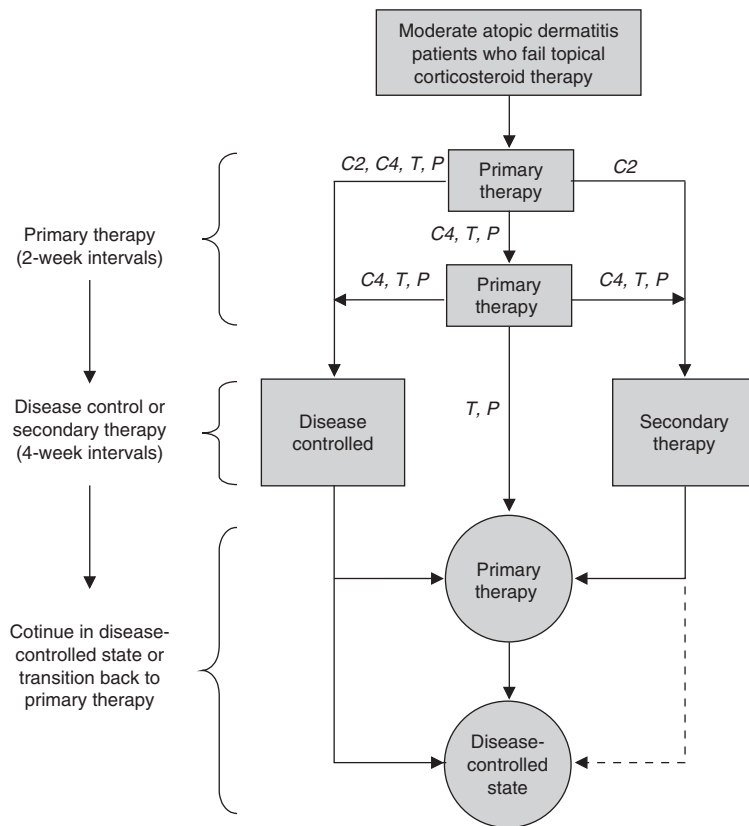 Moderate atopic dermatitis
patients who fail topical
corticosteroid therapy
C2, C4, T, P
Primary
therapy
C2
Primary therapy
(2-week intervals)
C4, T, P
C4, T, P
Primary
therapy
C4, T, P
Disease control or
secondary therapy
(4-week intervals)
Disease
controlled
T, P
Secondary
therapy
Primary
therapy
Cotinue in disease-
controlled state or
transition back to
primary therapy
Disease-
controlled
state